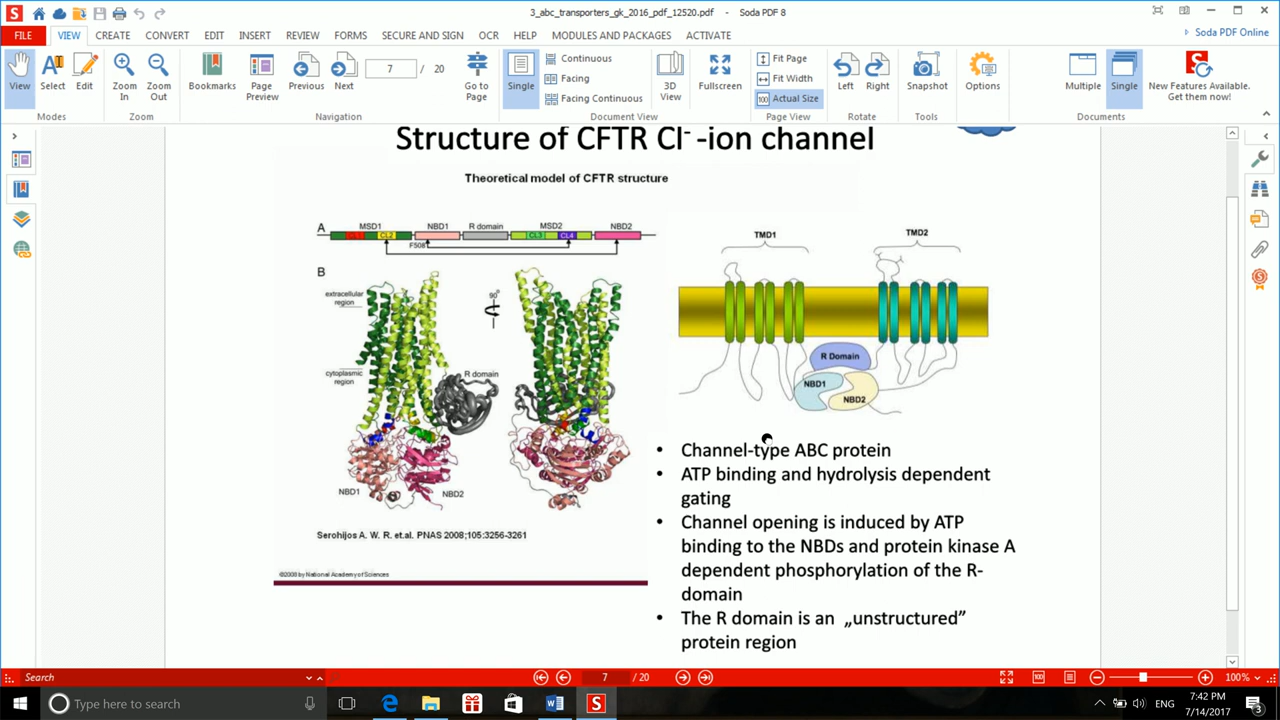 3_abc_transporters_gk_2016_pdf_12520.pdf - Soda PDF 8
FILE VIEW CREATE CONVERT EDIT INSERT REVIEW FORMS SECURE AND SIGN OCR HELP MODULES AND PACKAGES ACTIVATE
Soda PDF Online
View Select Edit
Modes
Zoom In
Zoom Out
Zoom
Bookmarks
Page Preview
Previous
Next
7 / 20
Navigation
Go to Page
Single
Continuous
Facing
Facing Continuous
Document View
3D View
Fullscreen
Fit Page
Fit Width
100 Actual Size
Page View
Left
Right
Rotate
Snapshot
Tools
Options
Multiple
Single
Documents
New Features Available.
Get them now!
Structure of CFTR Cl⁻ -ion channel
Theoretical model of CFTR structure
A
MSD1 NBD1 R domain MSD2 NBD2
CL1 CL2 CL3 CL4
F508
B
extracellular
region
90°
cytoplasmic
region
R domain
NBD1
NBD2
Serohijos A. W. R. et.al. PNAS 2008;105:3256-3261
©2008 by National Academy of Sciences
TMD1
TMD2
R Domain
NBD1
NBD2
• Channel-type ABC protein
• ATP binding and hydrolysis dependent
gating
• Channel opening is induced by ATP
binding to the NBDs and protein kinase A
dependent phosphorylation of the R-
domain
• The R domain is an „unstructured”
protein region
Search
7 / 20
100
100%
Type here to search
ENG
7:42 PM
7/14/2017
3